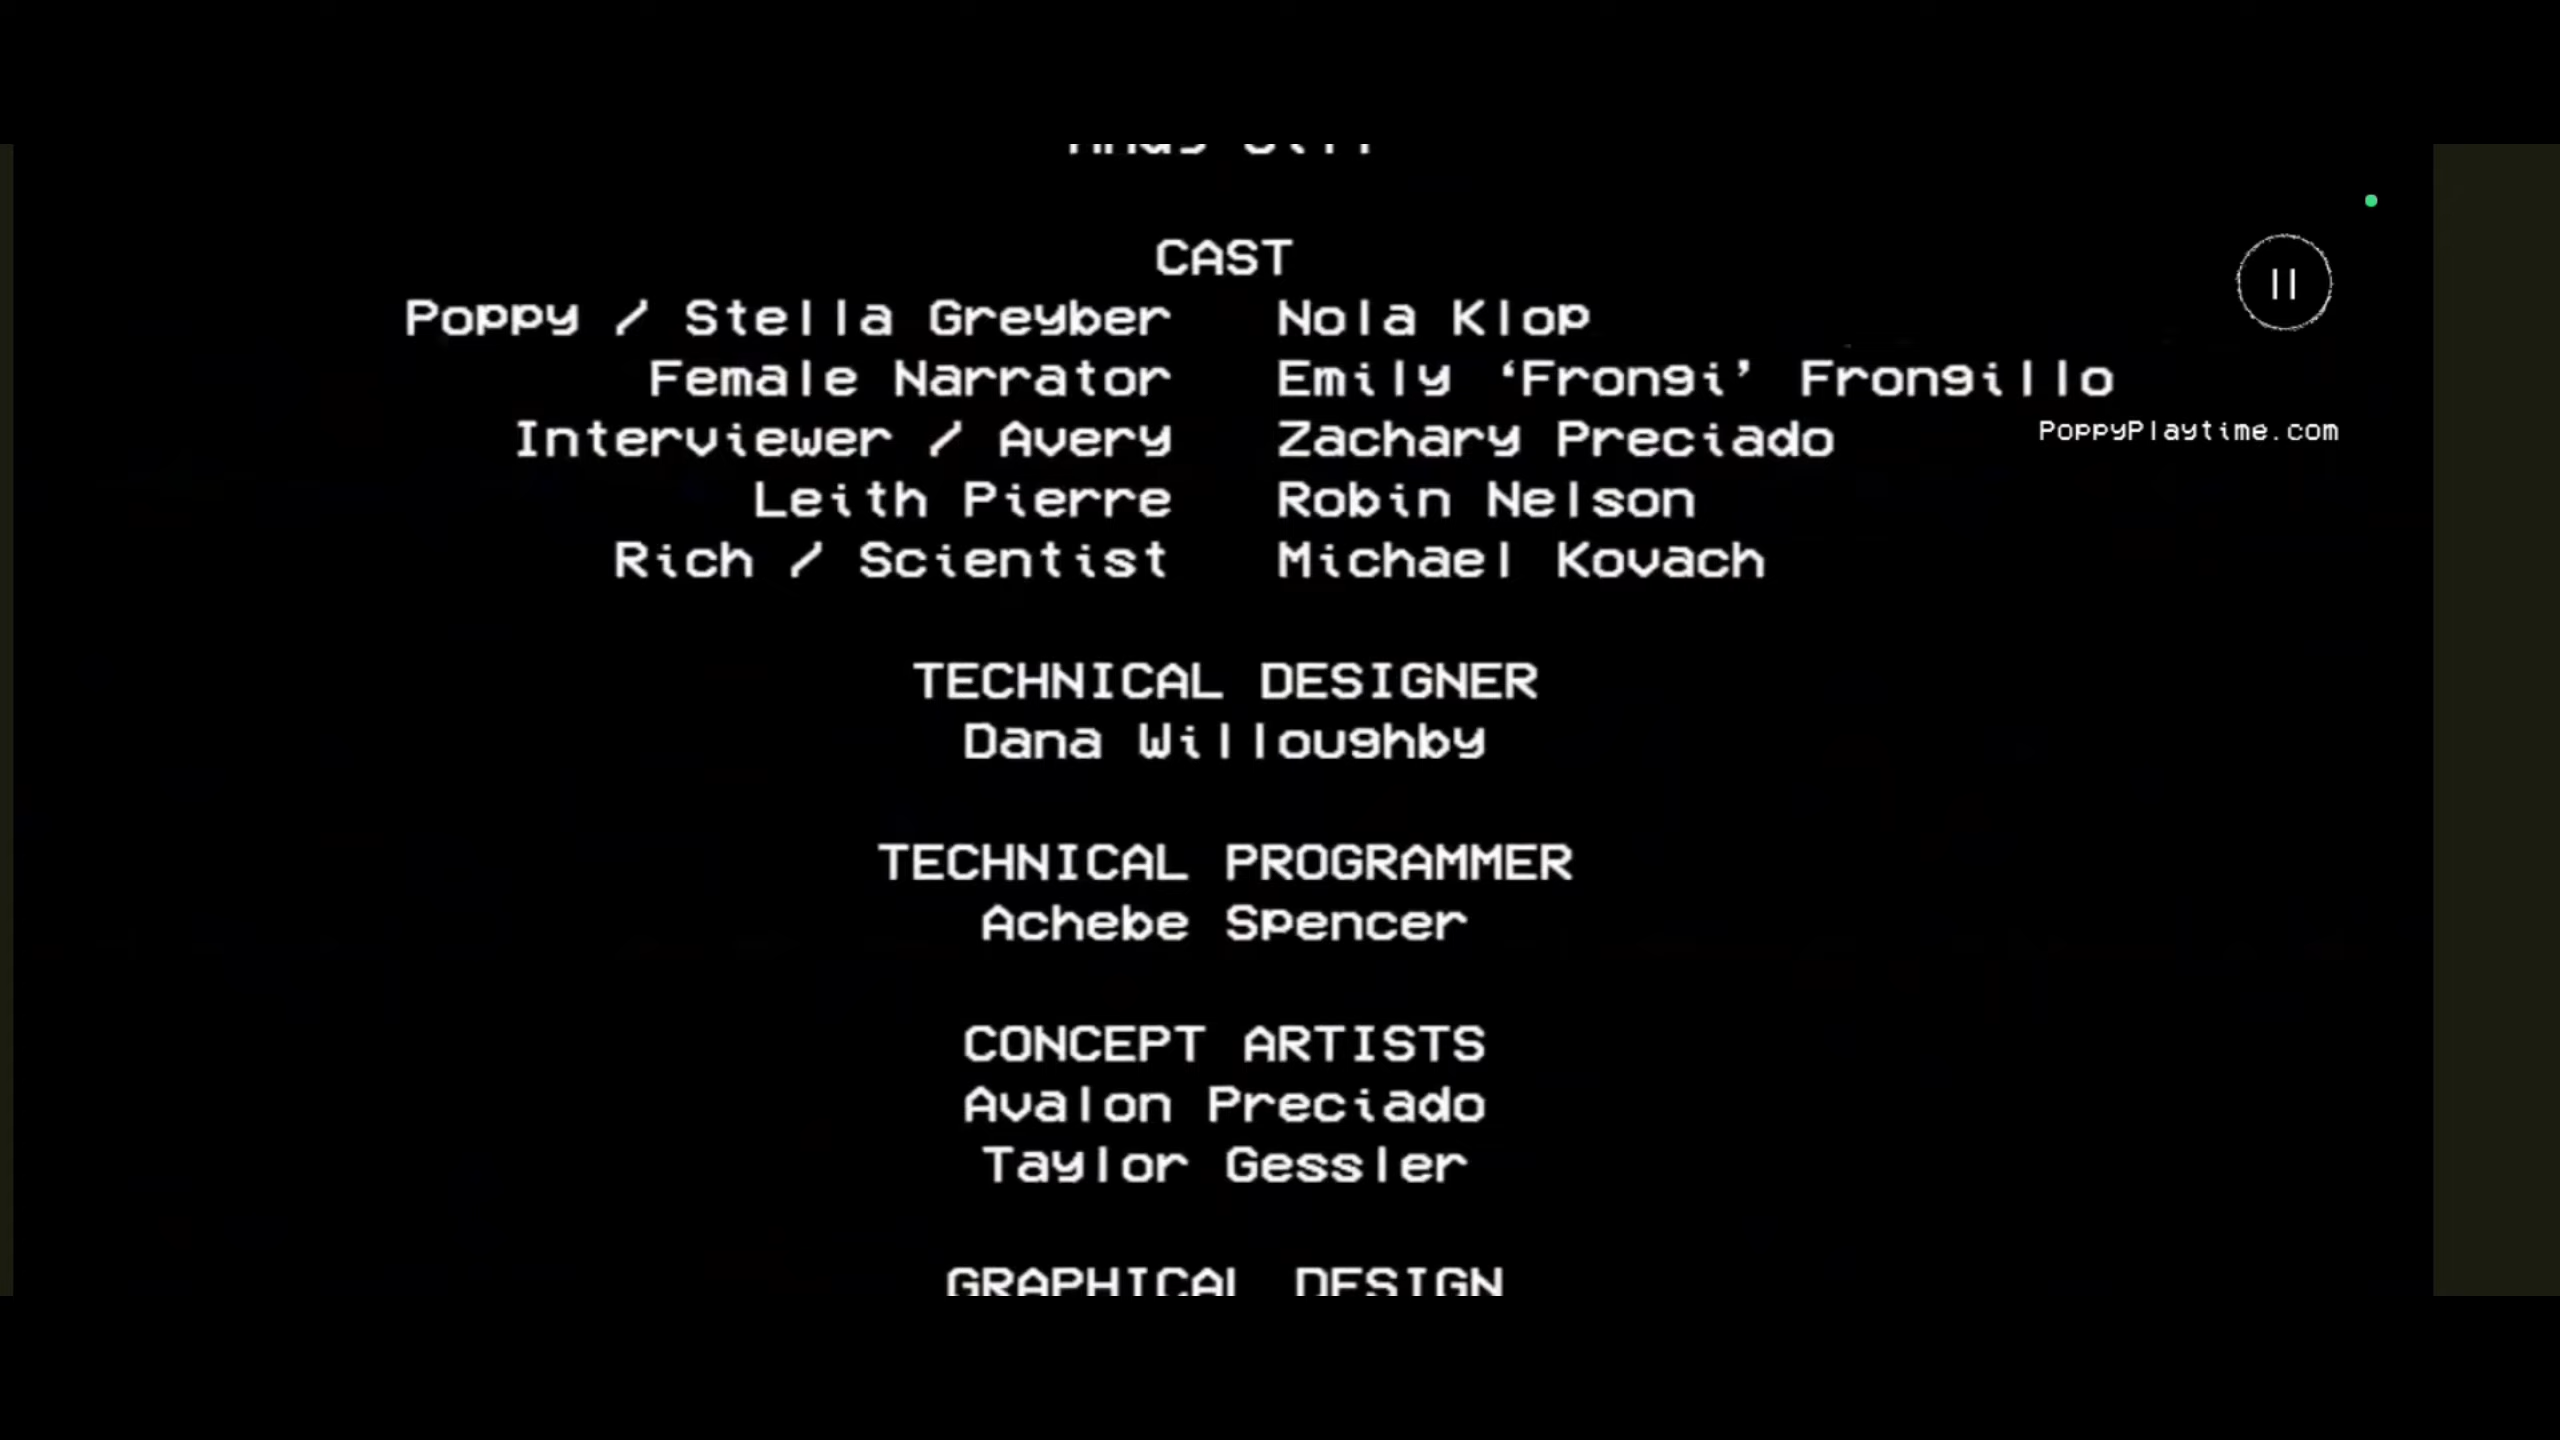 CAST
Poppy / Stella Greyber Nola Klop
Female Narrator Emily ‘Frongi’ Frongillo
Interviewer / Avery Zachary Preciado
PoppyPlaytime.com
Leith Pierre Robin Nelson
Rich / Scientist Michael Kovach
TECHNICAL DESIGNER
Dana Willoughby
TECHNICAL PROGRAMMER
Achebe Spencer
CONCEPT ARTISTS
Avalon Preciado
Taylor Gessler
GRAPHICAL DESIGN